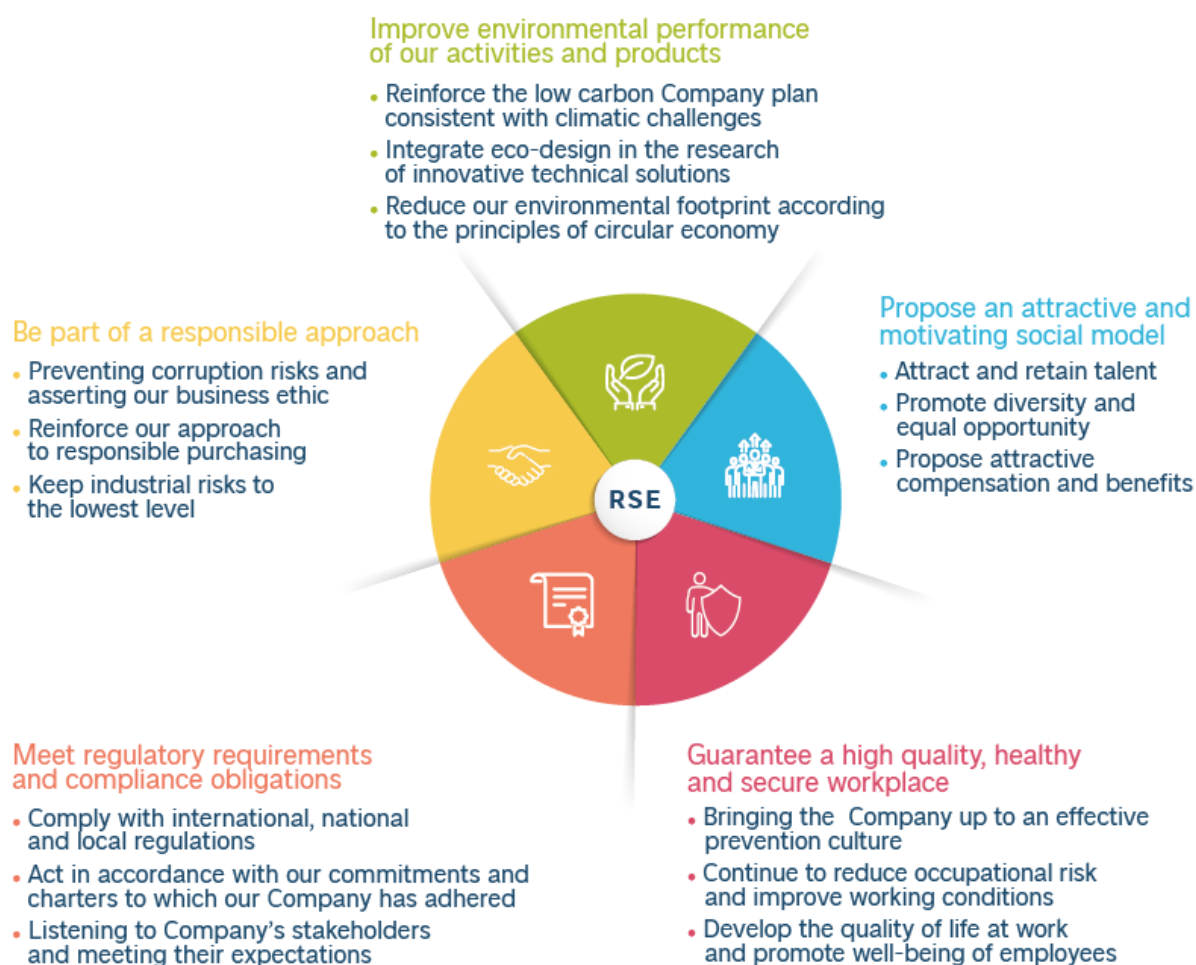 Improve environmental performance
of our activities and products
• Reinforce the low carbon Company plan
consistent with climatic challenges
• Integrate eco-design in the research
of innovative technical solutions
• Reduce our environmental footprint according
to the principles of circular economy
Propose an attractive and
motivating social model
• Attract and retain talent
• Promote diversity and
equal opportunity
• Propose attractive
compensation and benefits
Be part of a responsible approach
• Preventing corruption risks and
asserting our business ethic
• Reinforce our approach
to responsible purchasing
• Keep industrial risks to
the lowest level
RSE
Meet regulatory requirements
and compliance obligations
• Comply with international, national
and local regulations
• Act in accordance with our commitments and
charters to which our Company has adhered
• Listening to Company's stakeholders
and meeting their expectations
Guarantee a high quality, healthy
and secure workplace
• Bringing the Company up to an effective
prevention culture
• Continue to reduce occupational risk
and improve working conditions
• Develop the quality of life at work
and promote well-being of employees